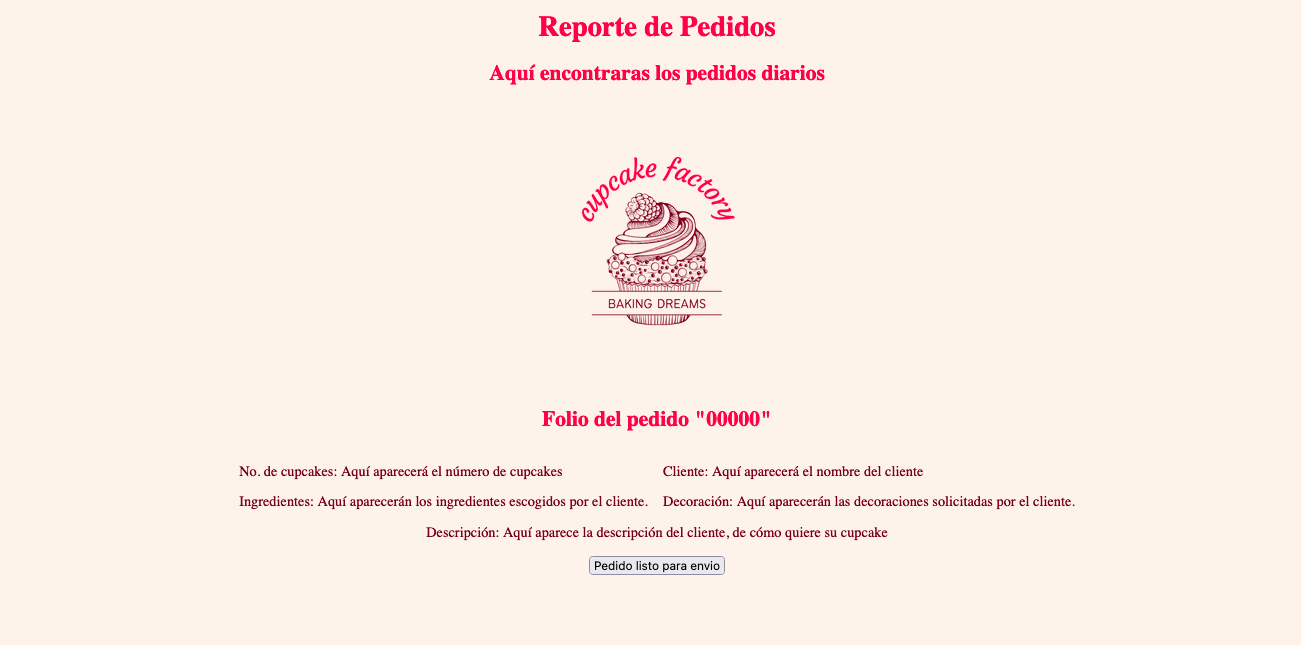 Reporte de Pedidos
Aquí encontraras los pedidos diarios
cupcake factory
BAKING DREAMS
Folio del pedido "00000"
No. de cupcakes: Aquí aparecerá el número de cupcakes
Cliente: Aquí aparecerá el nombre del cliente
Ingredientes: Aquí aparecerán los ingredientes escogidos por el cliente.
Decoración: Aquí aparecerán las decoraciones solicitadas por el cliente.
Descripción: Aquí aparece la descripción del cliente, de cómo quiere su cupcake
Pedido listo para envio